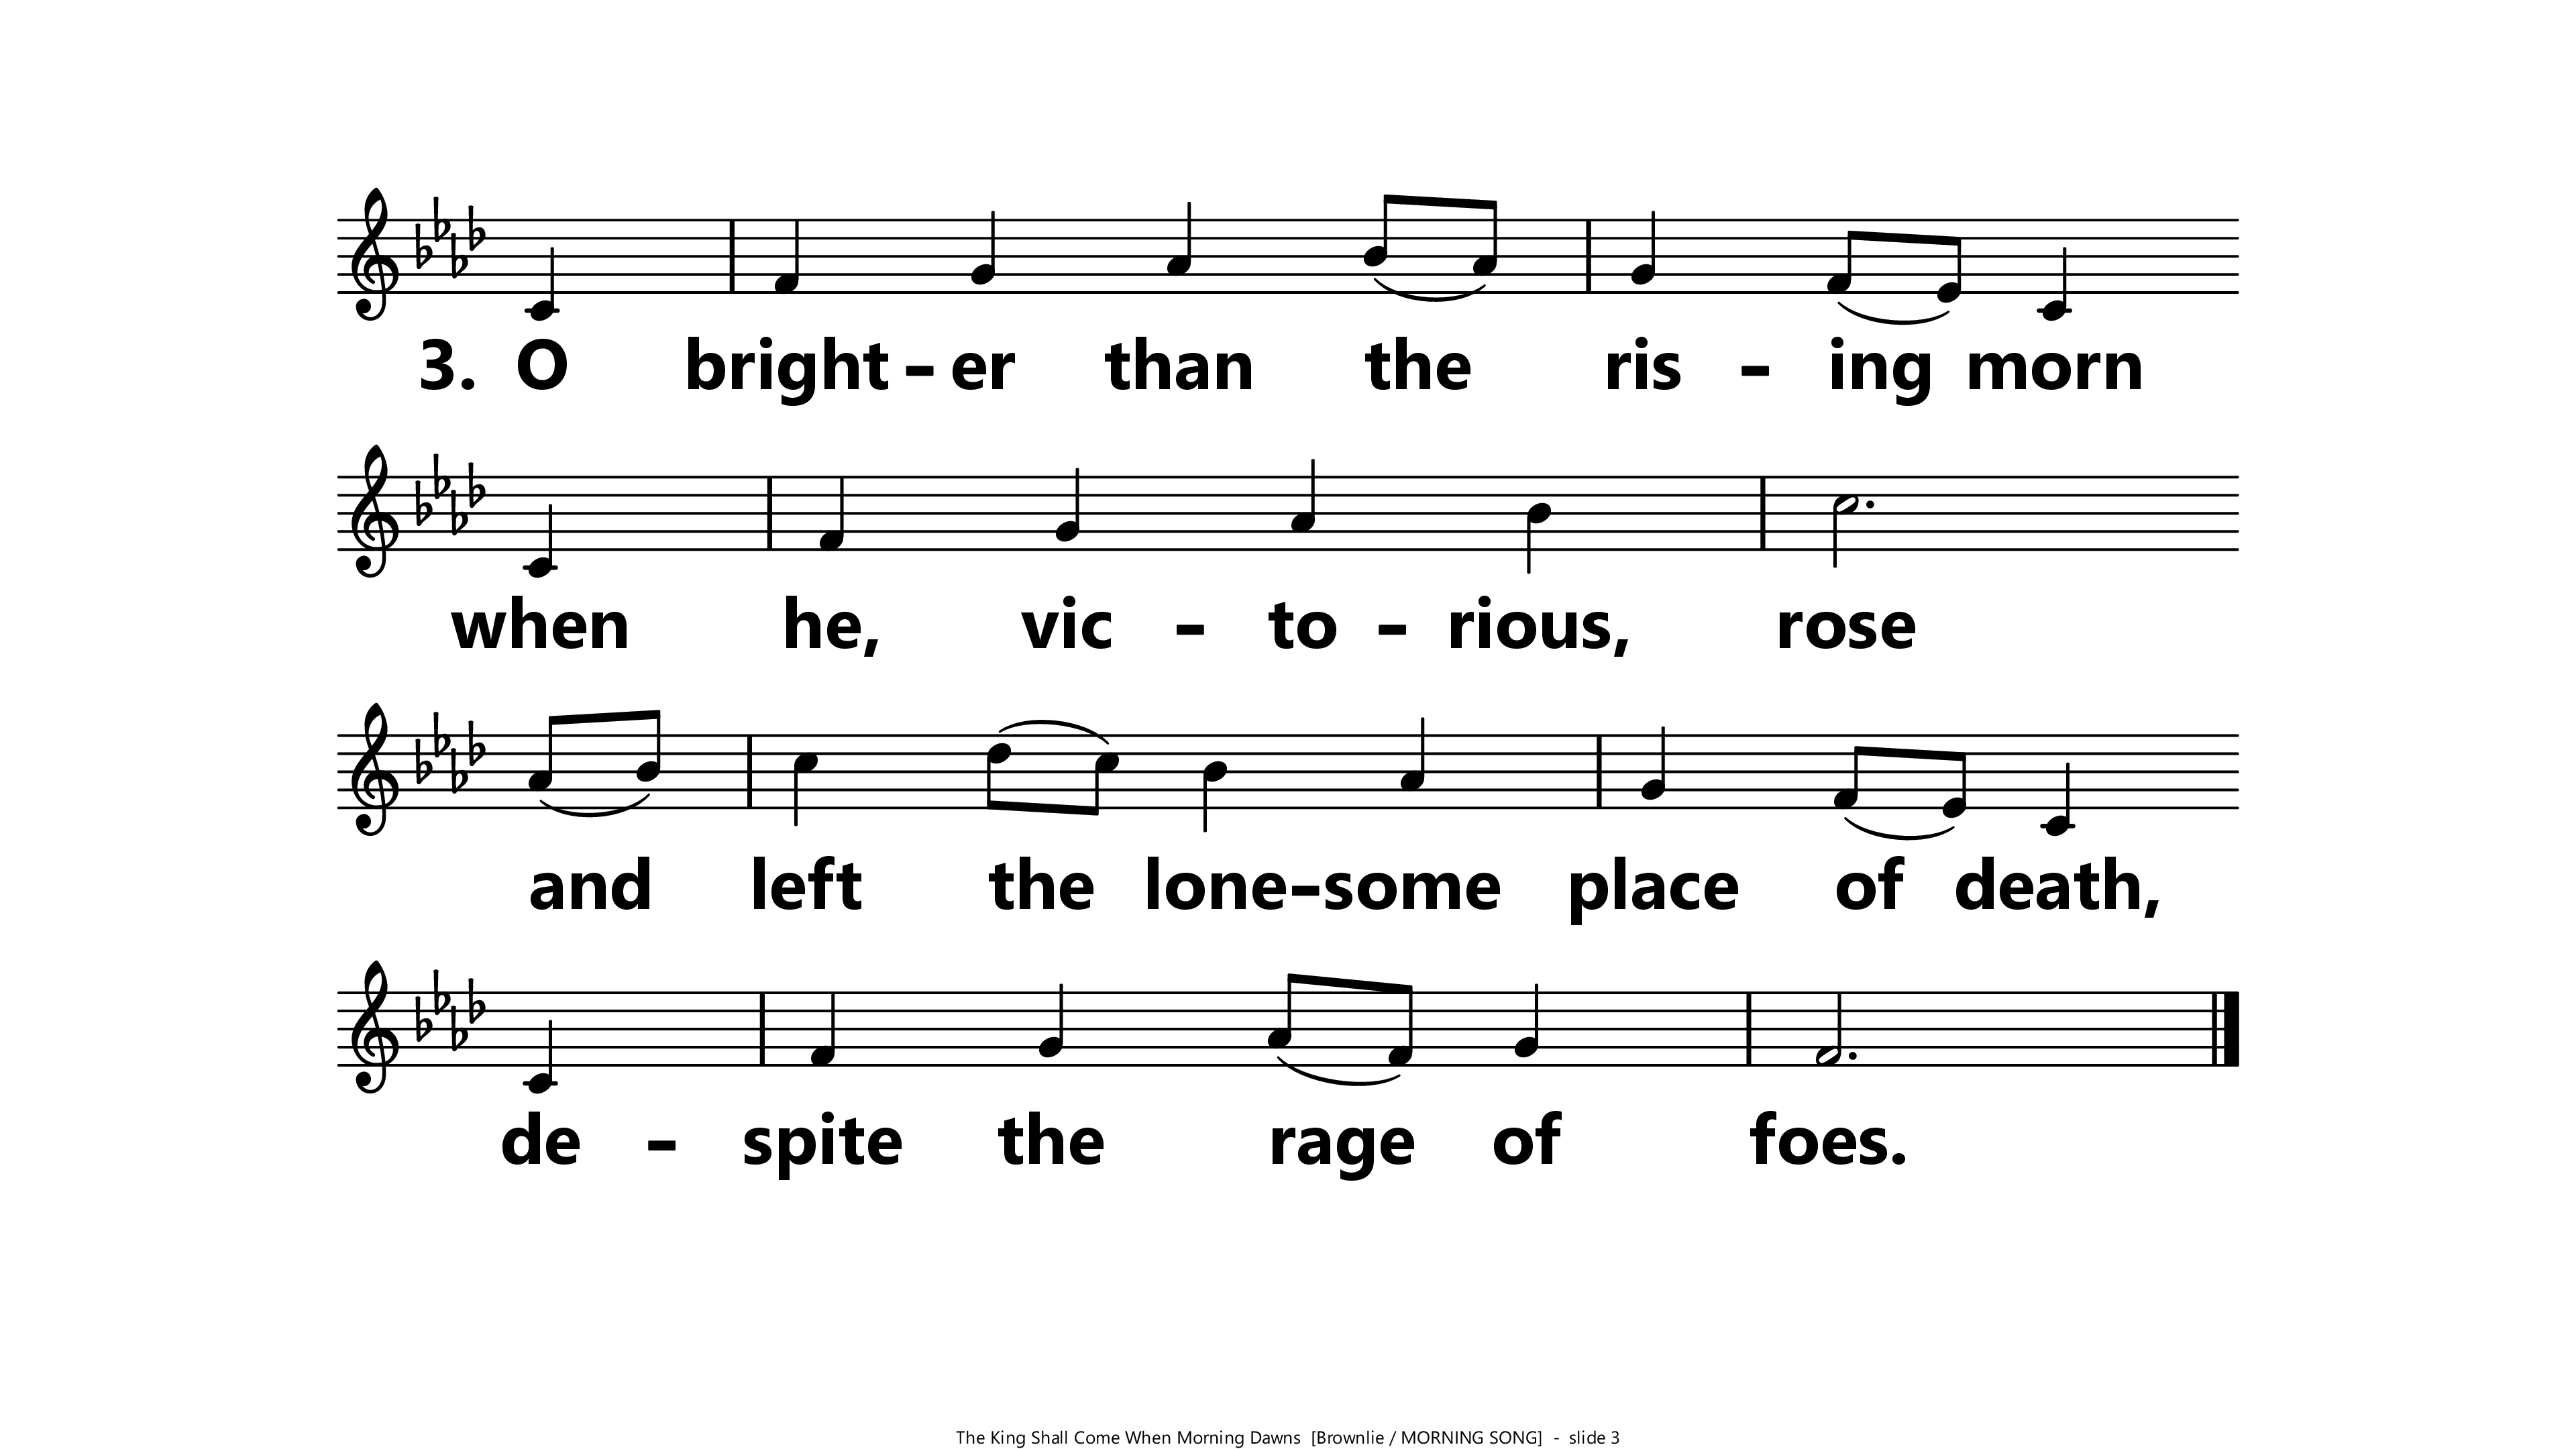 3. O bright - er than the ris - ing morn
when he, vic - to - rious, rose
and left the lone-some place of death,
de - spite the rage of foes.
The King Shall Come When Morning Dawns [Brownlie / MORNING SONG] - slide 3